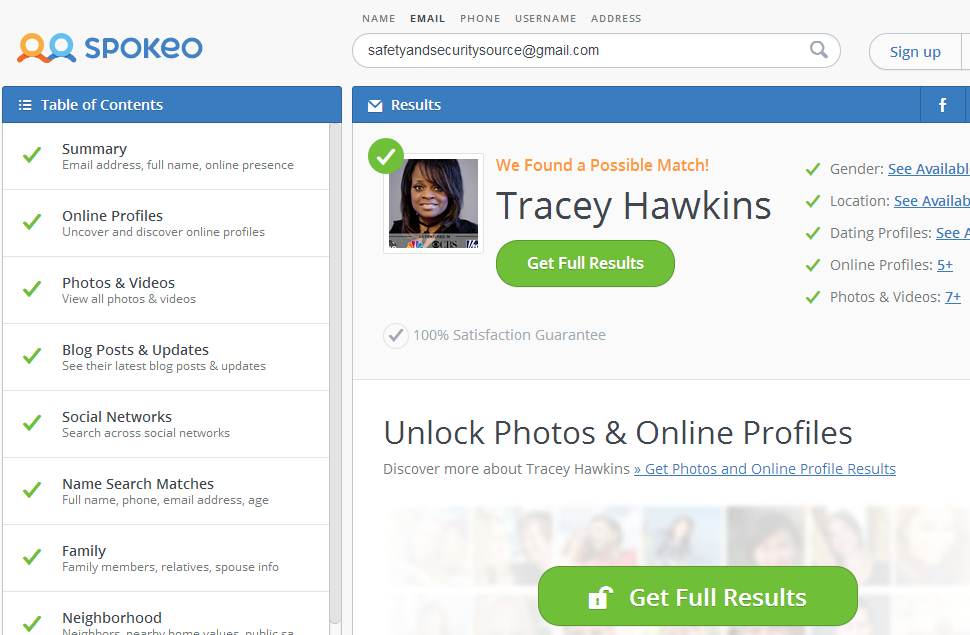 NAME EMAIL PHONE USERNAME ADDRESS
SPOKEO
safetyandsecuritysource@gmail.com
Sign up
Table of Contents
Summary
Email address, full name, online presence
Online Profiles
Uncover and discover online profiles
Photos & Videos
View all photos & videos
Blog Posts & Updates
See their latest blog posts & updates
Social Networks
Search across social networks
Name Search Matches
Full name, phone, email address, age
Family
Family members, relatives, spouse info
Neighborhood
Neighbors, nearby home values, public sa
Results
f
We Found a Possible Match!
Tracey Hawkins
Get Full Results
CBS
100% Satisfaction Guarantee
Gender: See Availabl
Location: See Availab
Dating Profiles: See A
Online Profiles: 5+
Photos & Videos: 7+
Unlock Photos & Online Profiles
Discover more about Tracey Hawkins » Get Photos and Online Profile Results
Get Full Results